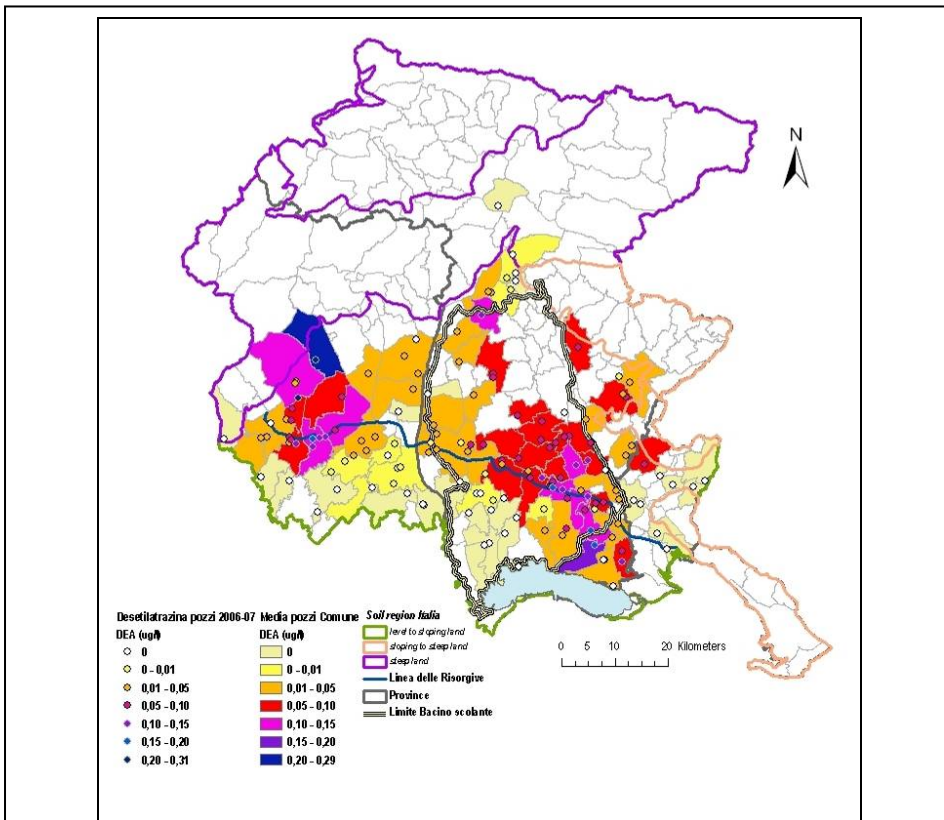 N
Desetilatrazina pozzi 2006-07 Media pozzi Comune Soil region Italia
DEA (ug/l) DEA (ug/l) level to sloping land
0 0 sloping to steep land
0 - 0,01 0 - 0,01 steep land
0,01 - 0,05 0,01 - 0,05 Linea delle Risorgive
0,05 - 0,10 0,05 - 0,10 Province
0,10 - 0,15 0,10 - 0,15 Limite Bacino scolante
0,15 - 0,20 0,15 - 0,20
0,20 - 0,31 0,20 - 0,29
0 5 10 20 Kilometers